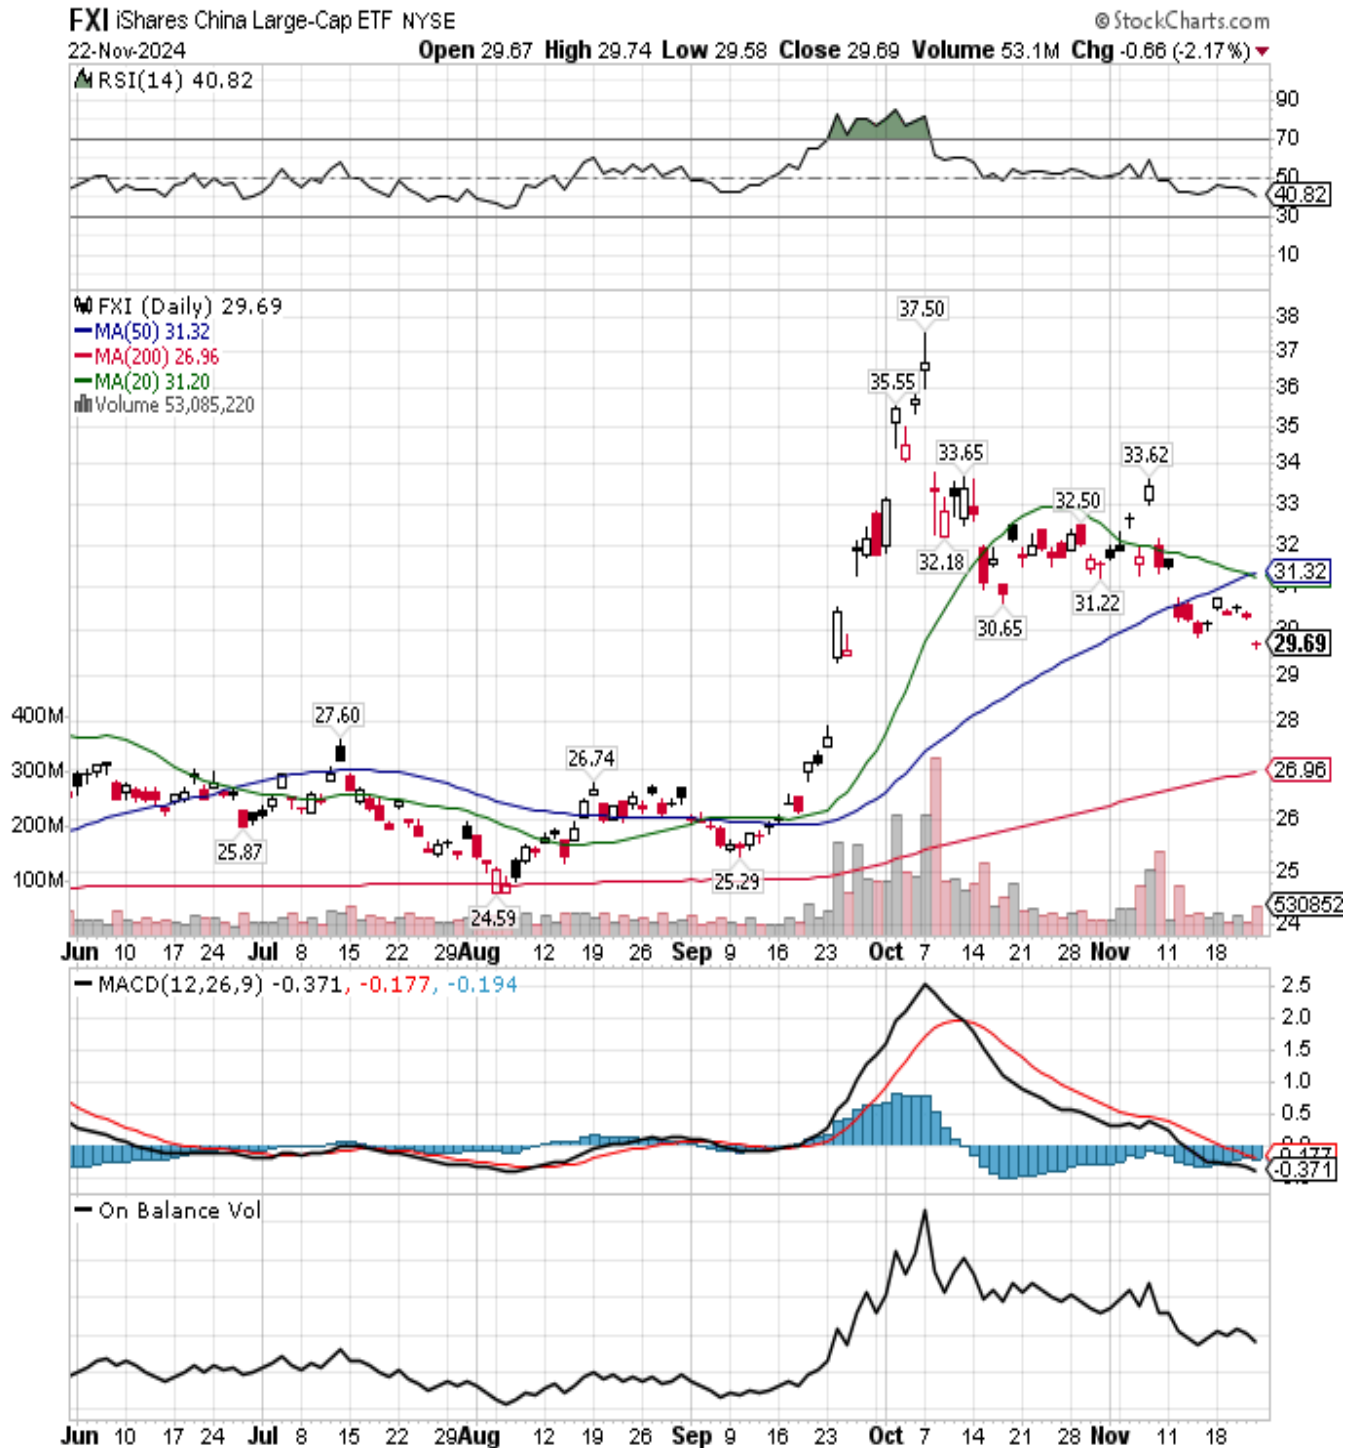 FXI iShares China Large-Cap ETF NYSE © StockCharts.com
22-Nov-2024 Open 29.67 High 29.74 Low 29.58 Close 29.69 Volume 53.1M Chg -0.66 (-2.17%)
RSI(14) 40.82
90
70
50
40.82
30
10
FXI (Daily) 29.69
MA(50) 31.32
MA(200) 26.96
MA(20) 31.20
Volume 53,085,220
37.50
35.55
33.65
33.62
32.50
32.18
31.22
30.65
27.60
26.74
25.87
25.29
24.59
38
37
36
35
34
33
32
31.32
31
30
29.69
29
28
26.96
26
25
530852
24
400M
300M
200M
100M
Jun 10 17 24 Jul 8 15 22 29 Aug 12 19 26 Sep 9 16 23 Oct 7 14 21 28 Nov 11 18
MACD(12,26,9) -0.371, -0.177, -0.194
2.5
2.0
1.5
1.0
0.5
0.0
-0.177
-0.371
On Balance Vol
Jun 10 17 24 Jul 8 15 22 29 Aug 12 19 26 Sep 9 16 23 Oct 7 14 21 28 Nov 11 18